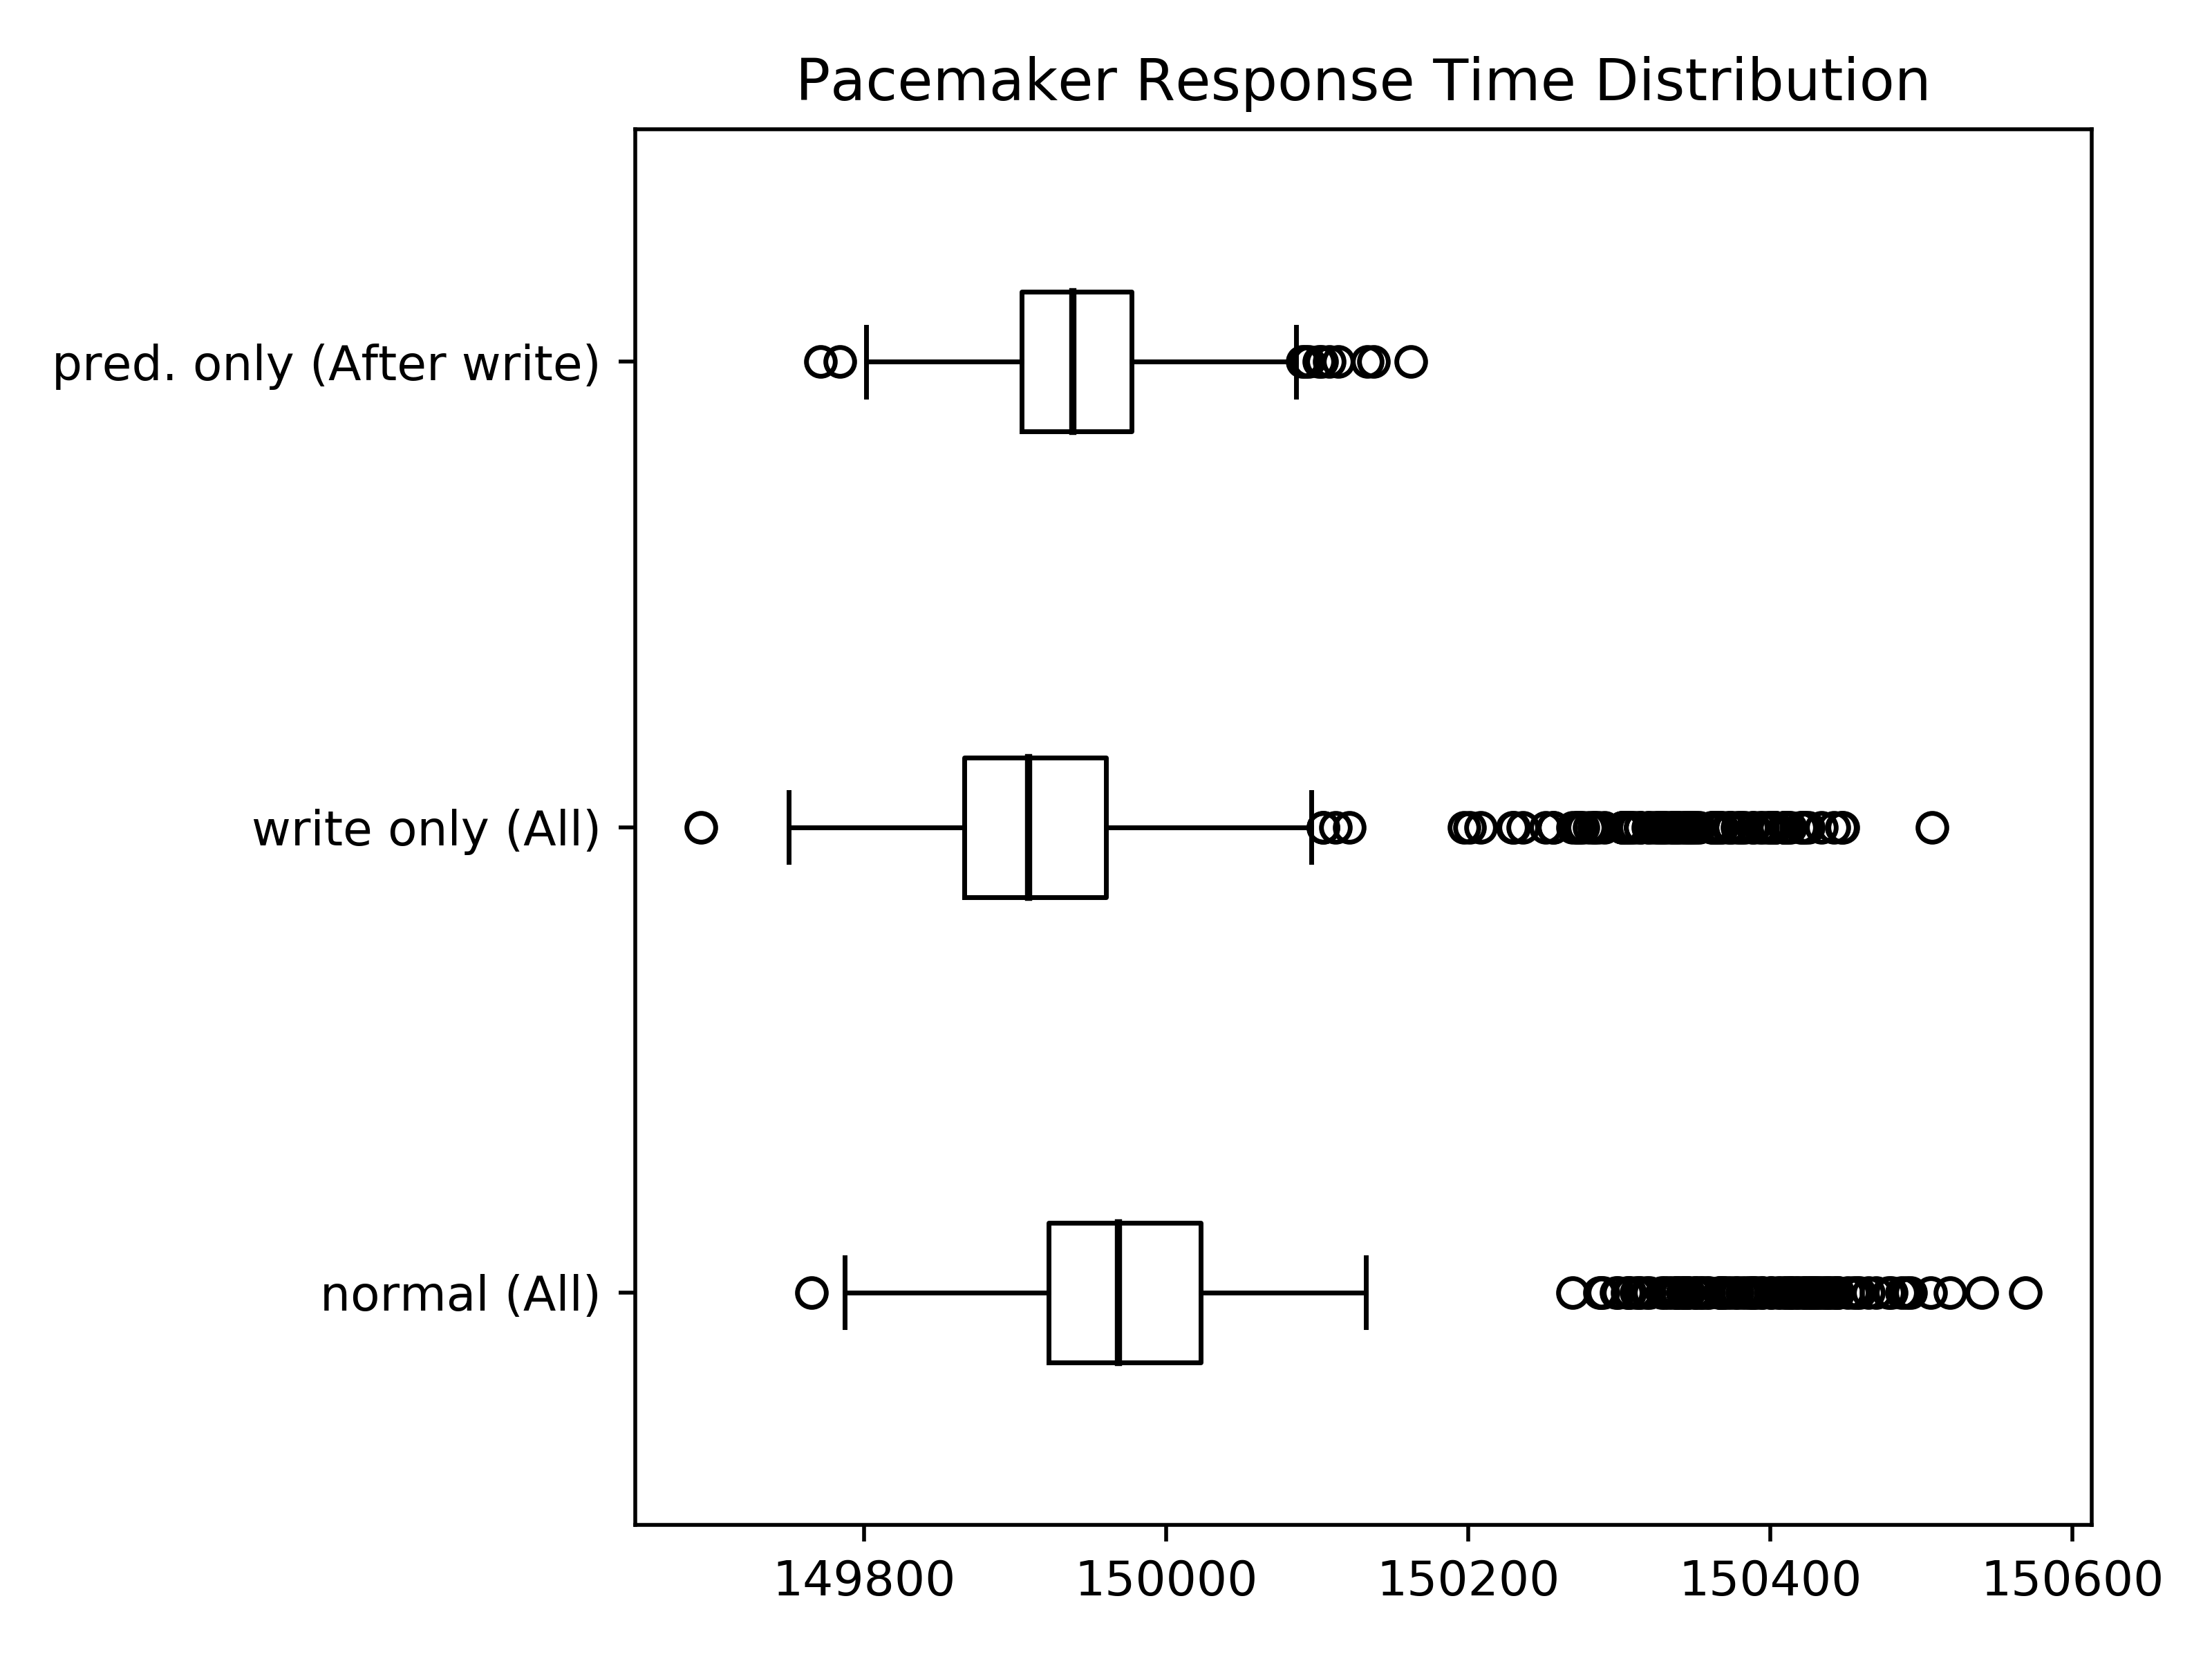 Pacemaker Response Time Distribution
pred. only (After write)
write only (All)
normal (All)
149800 150000 150200 150400 150600